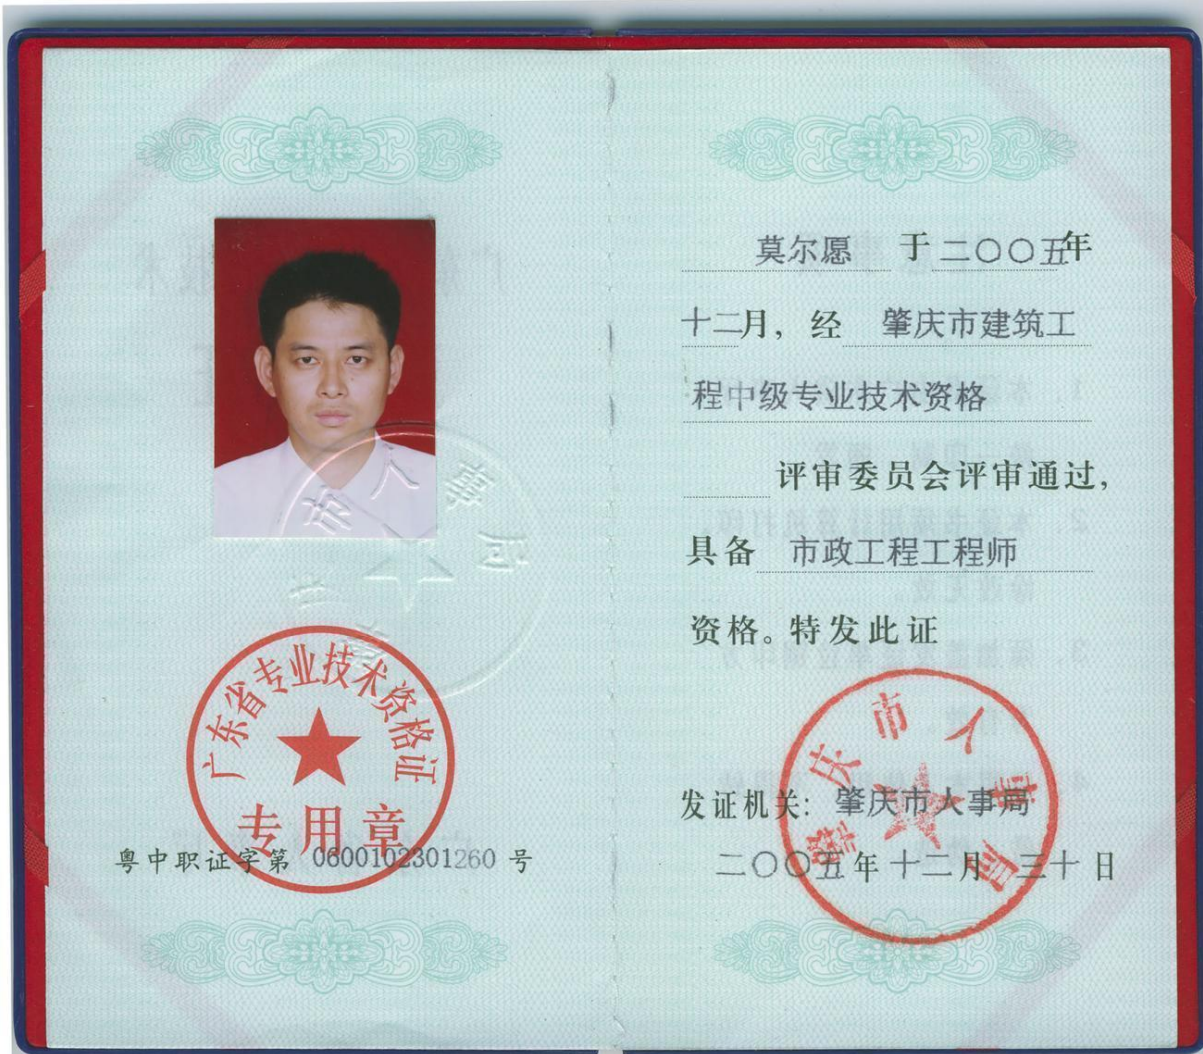 广东省专业技术资格证
专用章
粤中职证字第 0600102301260 号
莫尔愿 于二〇〇五年
十二月，经 肇庆市建筑工
程中级专业技术资格
评审委员会评审通过，
具备 市政工程工程师
资格。特发此证
肇庆市人事局
发证机关：肇庆市人事局
二〇〇五年十二月三十日